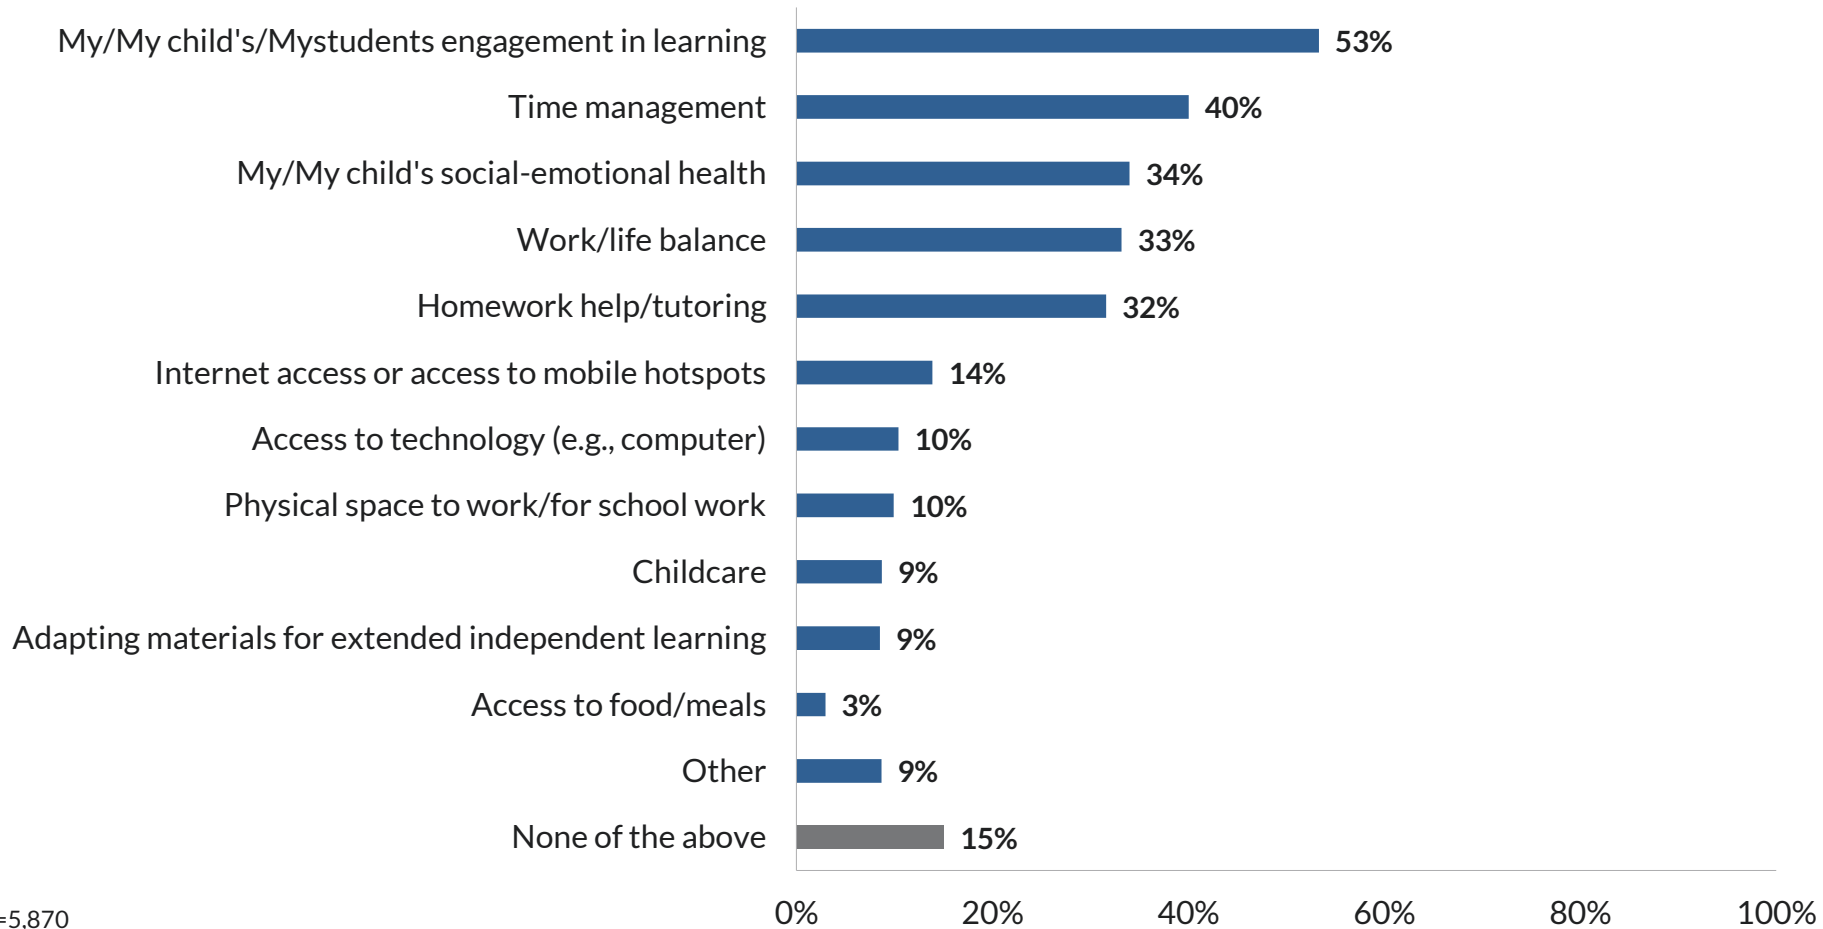 My/My child's/Mystudents engagement in learning 53%
Time management 40%
My/My child's social-emotional health 34%
Work/life balance 33%
Homework help/tutoring 32%
Internet access or access to mobile hotspots 14%
Access to technology (e.g., computer) 10%
Physical space to work/for school work 10%
Childcare 9%
Adapting materials for extended independent learning 9%
Access to food/meals 3%
Other 9%
None of the above 15%
0% 20% 40% 60% 80% 100%
=5,870